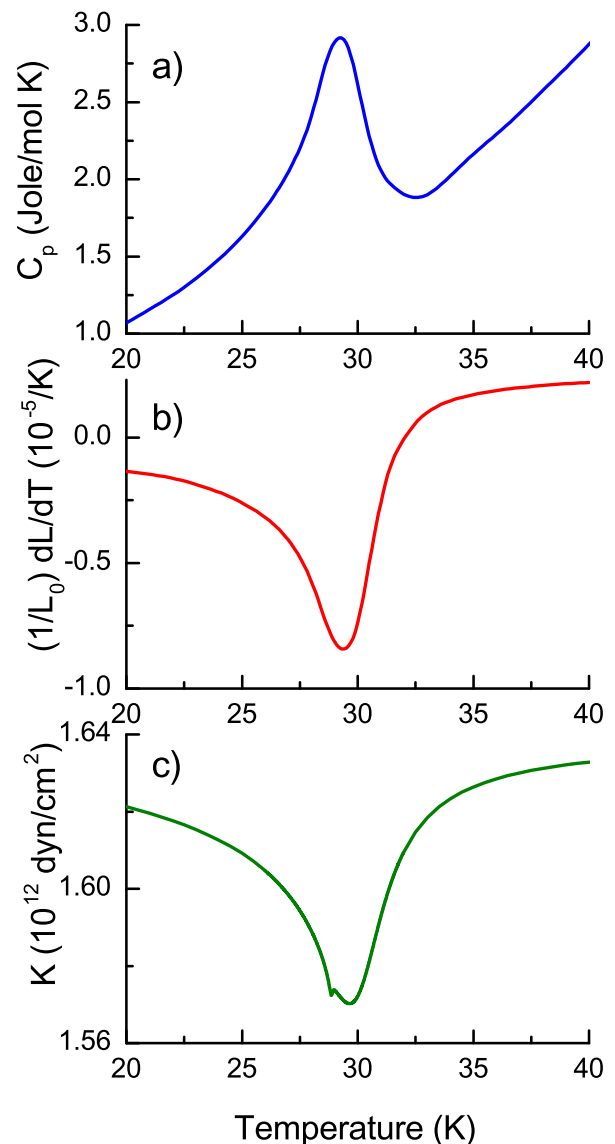 a)
C_p (Jole/mol K)
3.0
2.5
2.0
1.5
1.0
20 25 30 35 40
b)
(1/L_0) dL/dT (10^-5/K)
0.0
-0.5
-1.0
20 25 30 35 40
c)
K (10^12 dyn/cm^2)
1.64
1.60
1.56
20 25 30 35 40
Temperature (K)